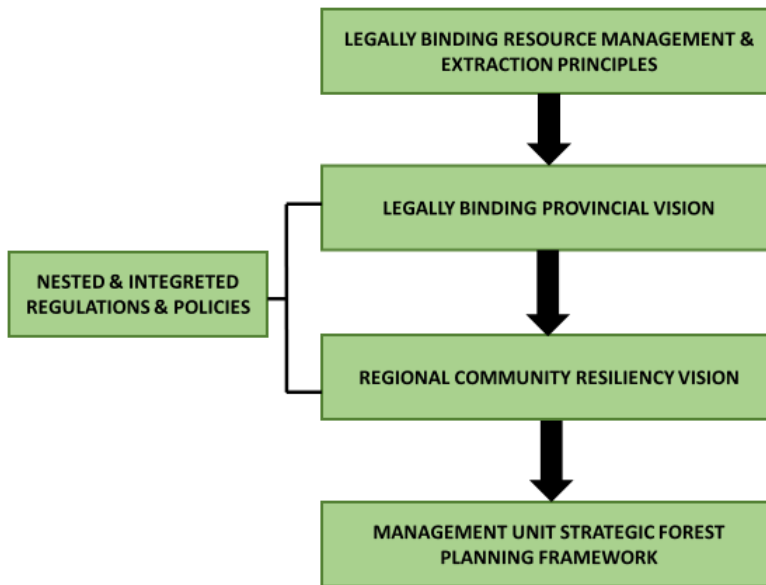 LEGALLY BINDING RESOURCE MANAGEMENT &
EXTRACTION PRINCIPLES
LEGALLY BINDING PROVINCIAL VISION
NESTED & INTEGRETED
REGULATIONS & POLICIES
REGIONAL COMMUNITY RESILIENCY VISION
MANAGEMENT UNIT STRATEGIC FOREST
PLANNING FRAMEWORK